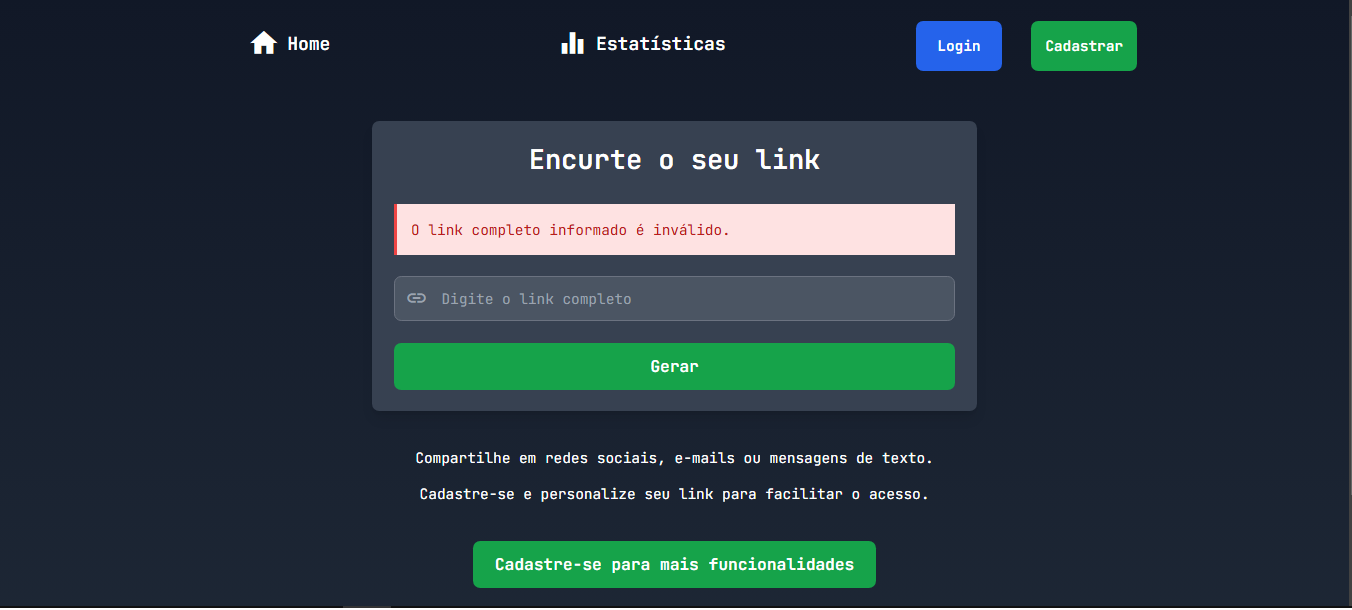 Home
Estatísticas
Login
Cadastrar
Encurte o seu link
O link completo informado é inválido.
Digite o link completo
Gerar
Compartilhe em redes sociais, e-mails ou mensagens de texto.
Cadastre-se e personalize seu link para facilitar o acesso.
Cadastre-se para mais funcionalidades